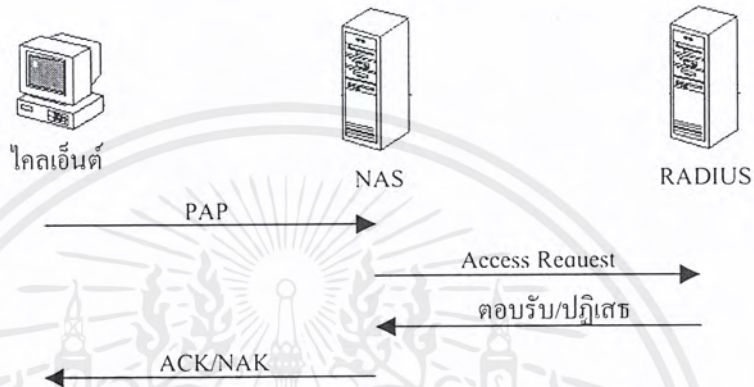 ไคลเอ็นต์
NAS
RADIUS
PAP
Access Request
ตอบรับ/ปฏิเสธ
ACK/NAK